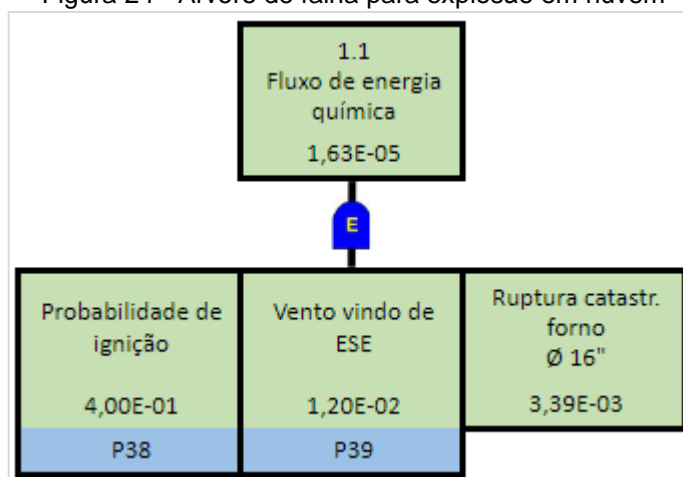 Figura 24 - Árvore de falha para explosão em nuvem
1.1
Fluxo de energia
química
1,63E-05
E
Probabilidade de
ignição
4,00E-01
P38
Vento vindo de
ESE
1,20E-02
P39
Ruptura catastr.
forno
Ø 16"
3,39E-03